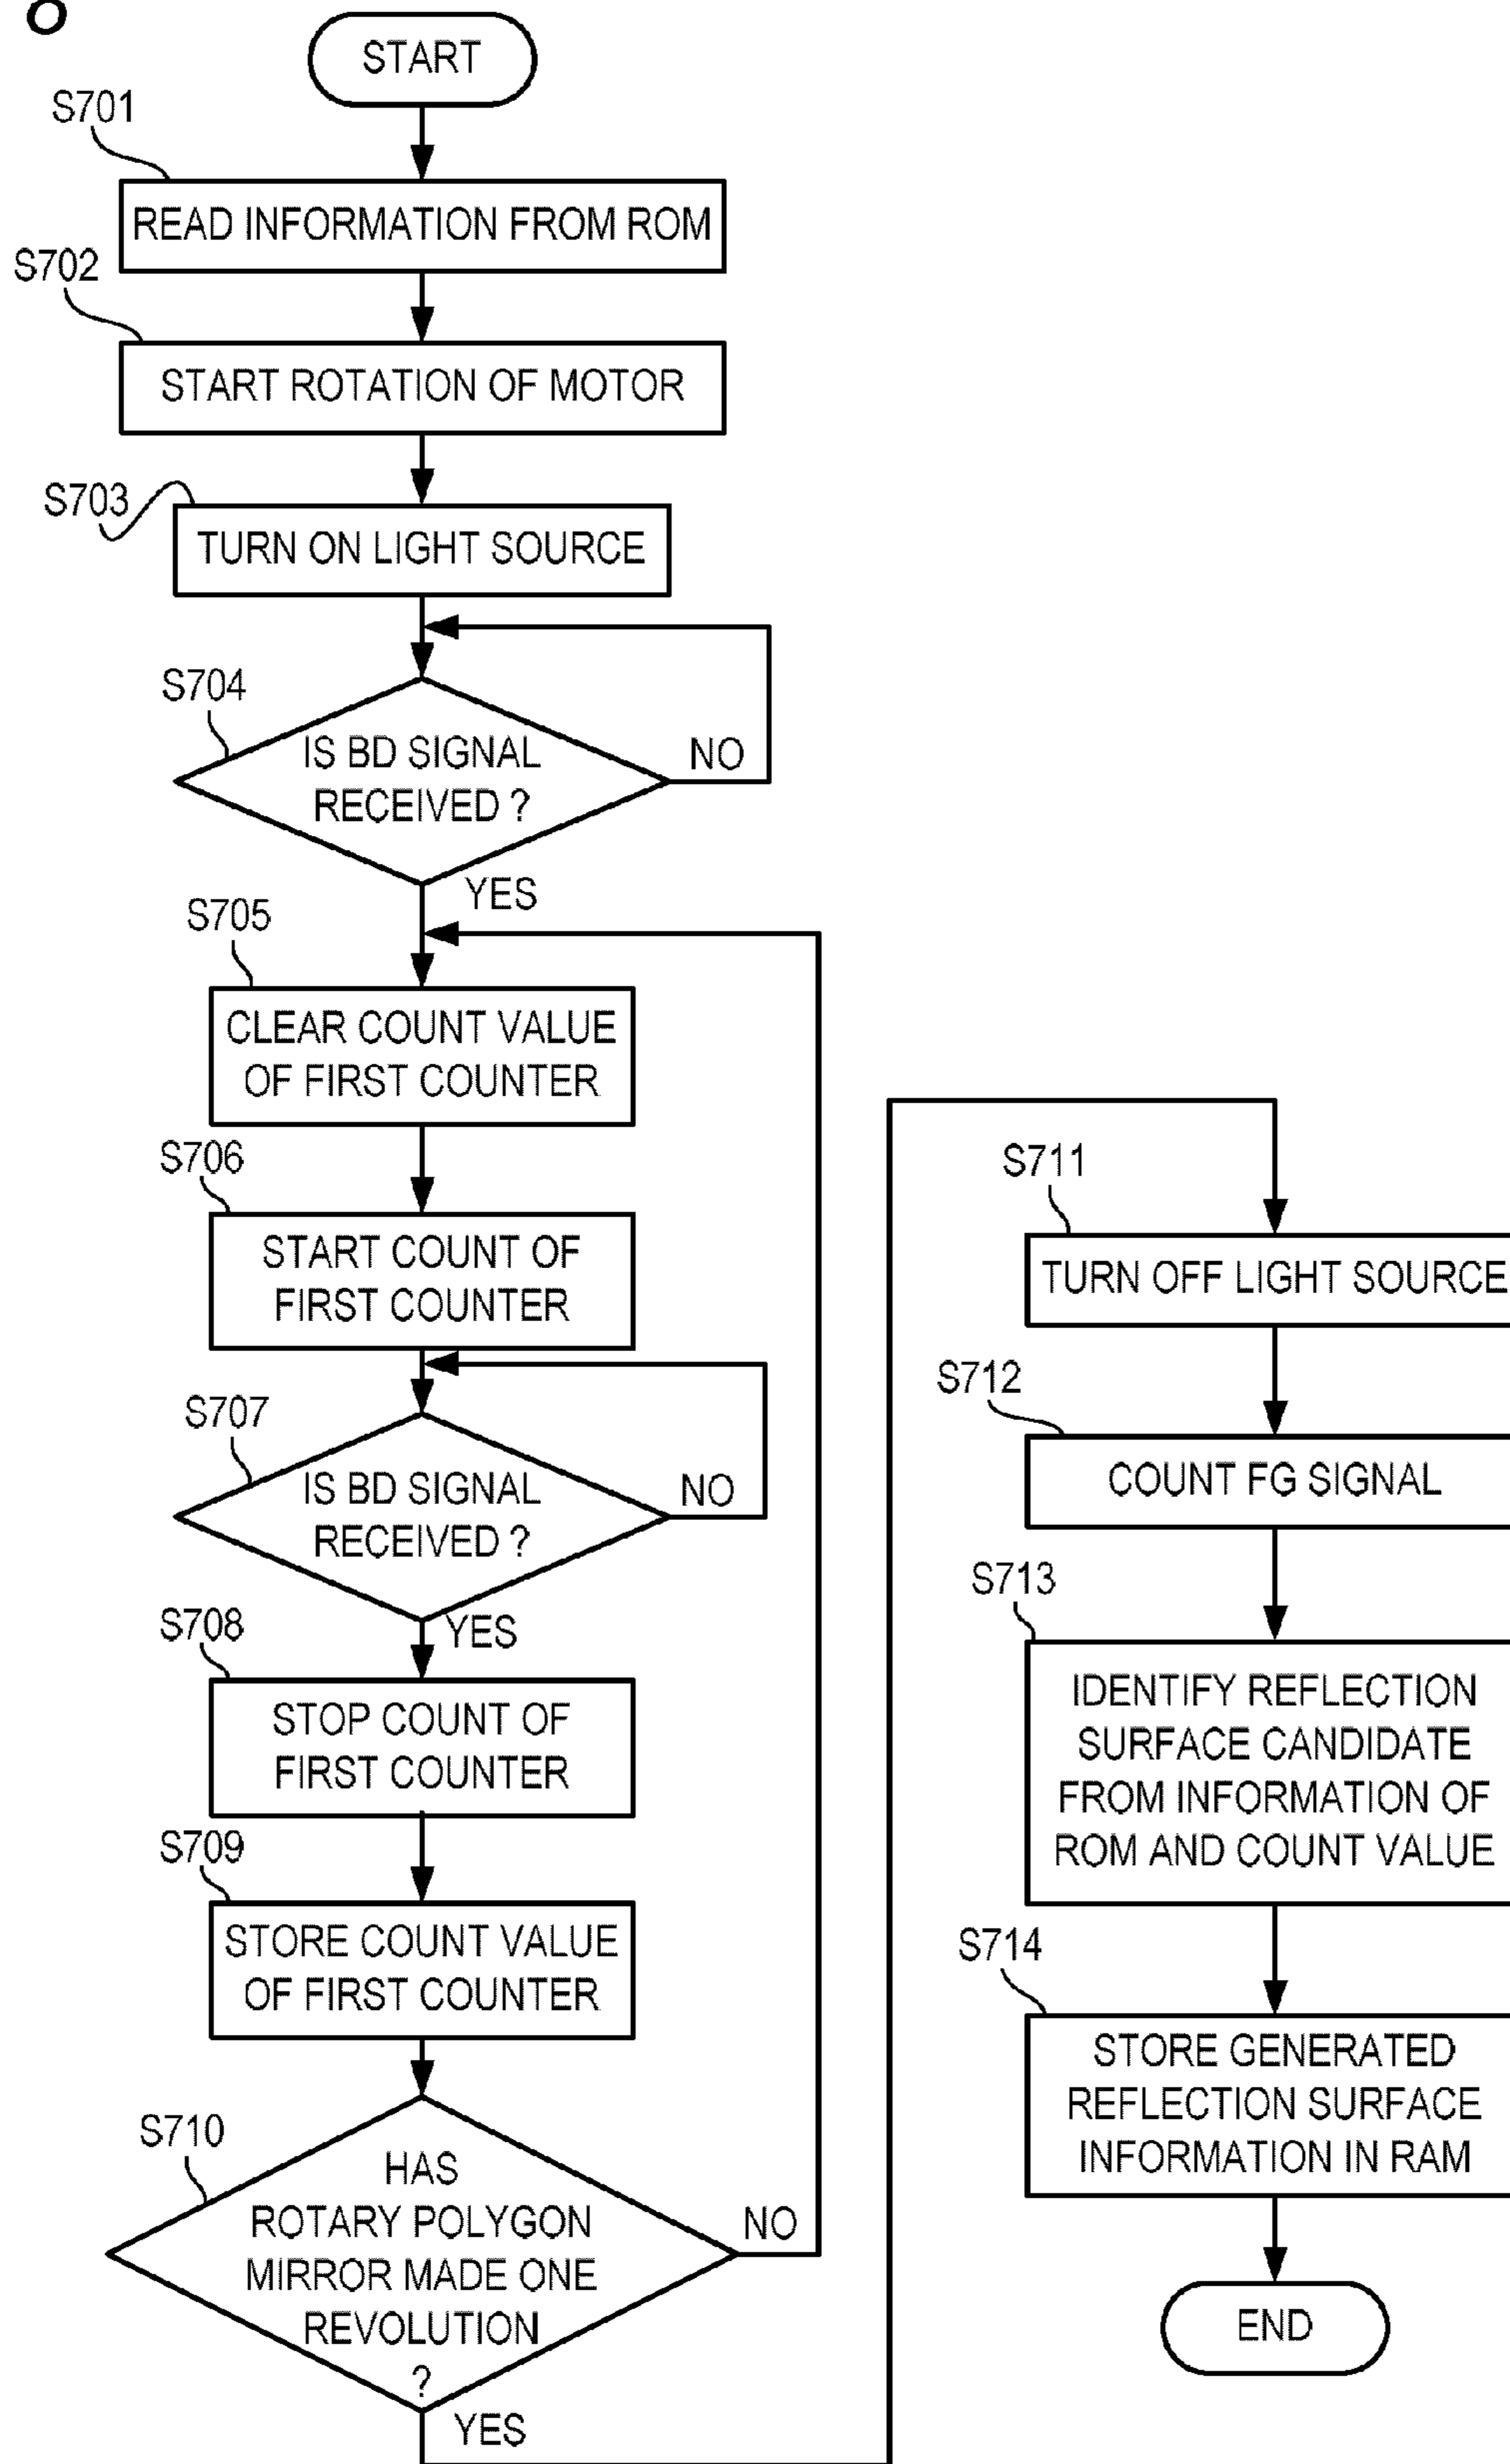 8
START
S701
READ INFORMATION FROM ROM
S702
START ROTATION OF MOTOR
S703
TURN ON LIGHT SOURCE
S704
IS BD SIGNAL
RECEIVED ?
NO
YES
S705
CLEAR COUNT VALUE
OF FIRST COUNTER
S706
START COUNT OF
FIRST COUNTER
S707
IS BD SIGNAL
RECEIVED ?
NO
YES
S708
STOP COUNT OF
FIRST COUNTER
S709
STORE COUNT VALUE
OF FIRST COUNTER
S710
HAS
ROTARY POLYGON
MIRROR MADE ONE
REVOLUTION
?
NO
YES
S711
TURN OFF LIGHT SOURCE
S712
COUNT FG SIGNAL
S713
IDENTIFY REFLECTION
SURFACE CANDIDATE
FROM INFORMATION OF
ROM AND COUNT VALUE
S714
STORE GENERATED
REFLECTION SURFACE
INFORMATION IN RAM
END